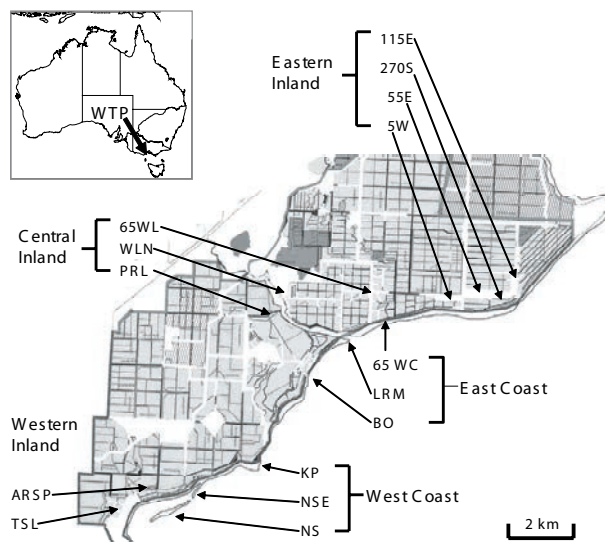 WTP
115E
270S
55E
5W
Eastern
Inland
65WL
WLN
PRL
Central
Inland
65 WC
LRM
BO
East Coast
Western
Inland
ARSP
TSL
KP
NSE
NS
West Coast
2 km